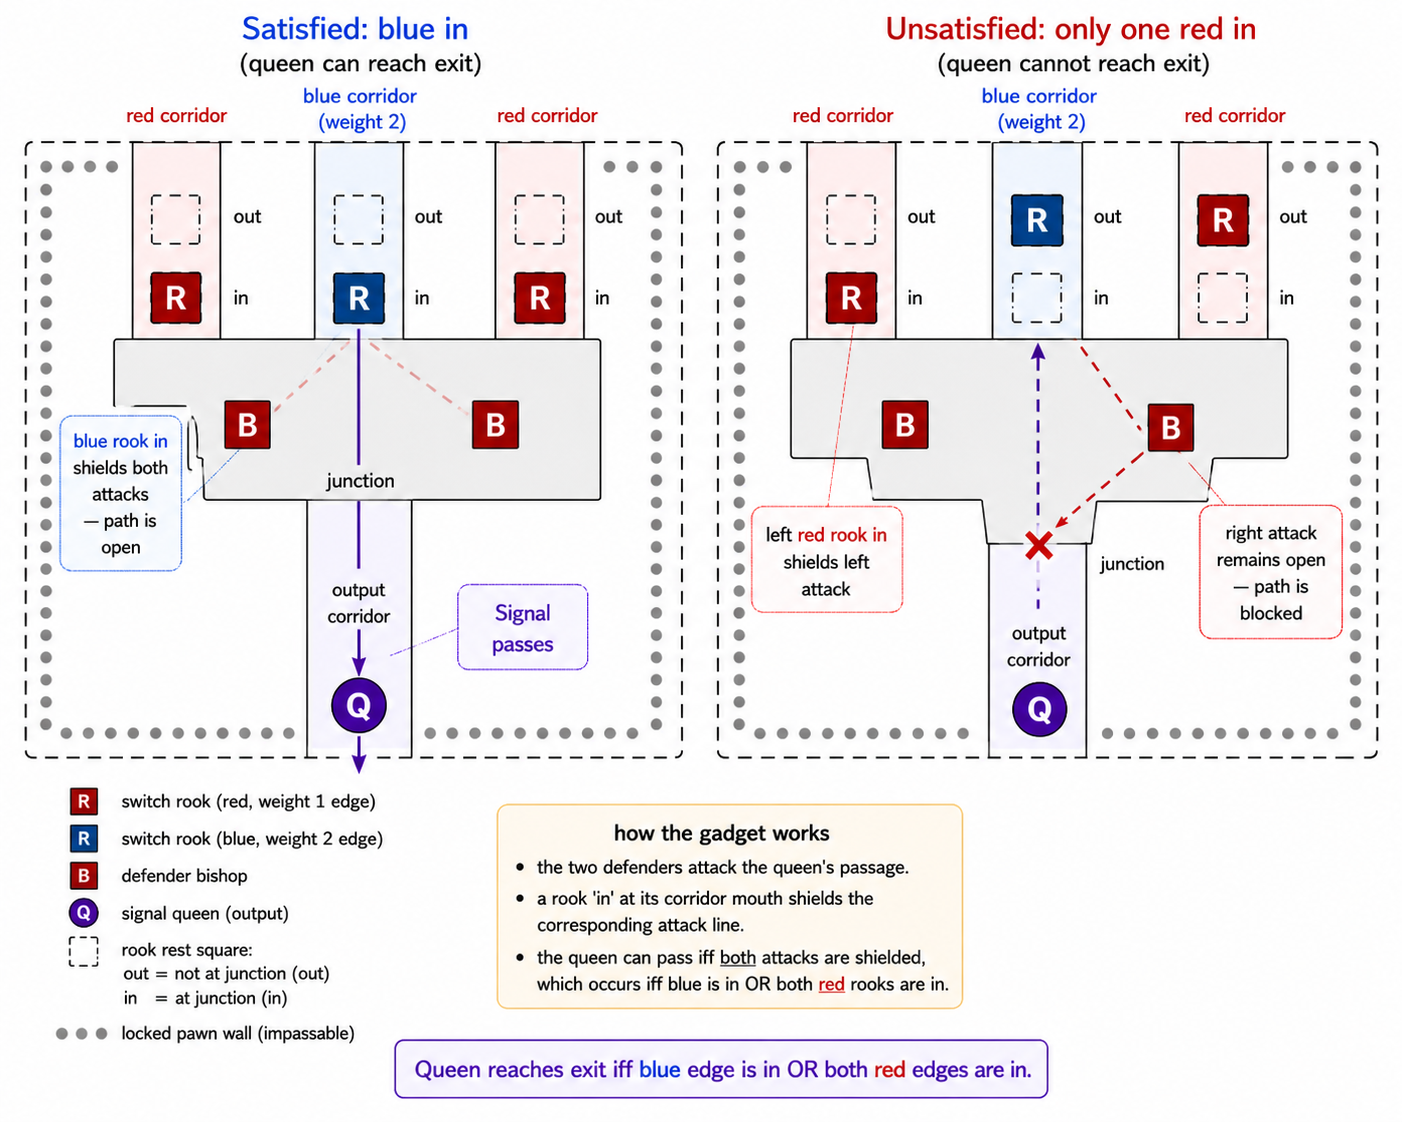 Satisfied: blue in
(queen can reach exit)
red corridor
blue corridor
(weight 2)
red corridor
out
out
out
R
in
R
in
R
in
B
B
junction
blue rook in
shields both
attacks
— path is
open
output
corridor
Signal
passes
Q
Unsatisfied: only one red in
(queen cannot reach exit)
red corridor
blue corridor
(weight 2)
red corridor
out
R
out
R
out
R
in
in
in
B
B
left red rook in
shields left
attack
right attack
remains open
— path is
blocked
junction
output
corridor
Q
R switch rook (red, weight 1 edge)
R switch rook (blue, weight 2 edge)
B defender bishop
Q signal queen (output)
rook rest square:
out = not at junction (out)
in = at junction (in)
locked pawn wall (impassable)
how the gadget works
• the two defenders attack the queen's passage.
• a rook 'in' at its corridor mouth shields the
corresponding attack line.
• the queen can pass iff both attacks are shielded,
which occurs iff blue is in OR both red rooks are in.
Queen reaches exit iff blue edge is in OR both red edges are in.